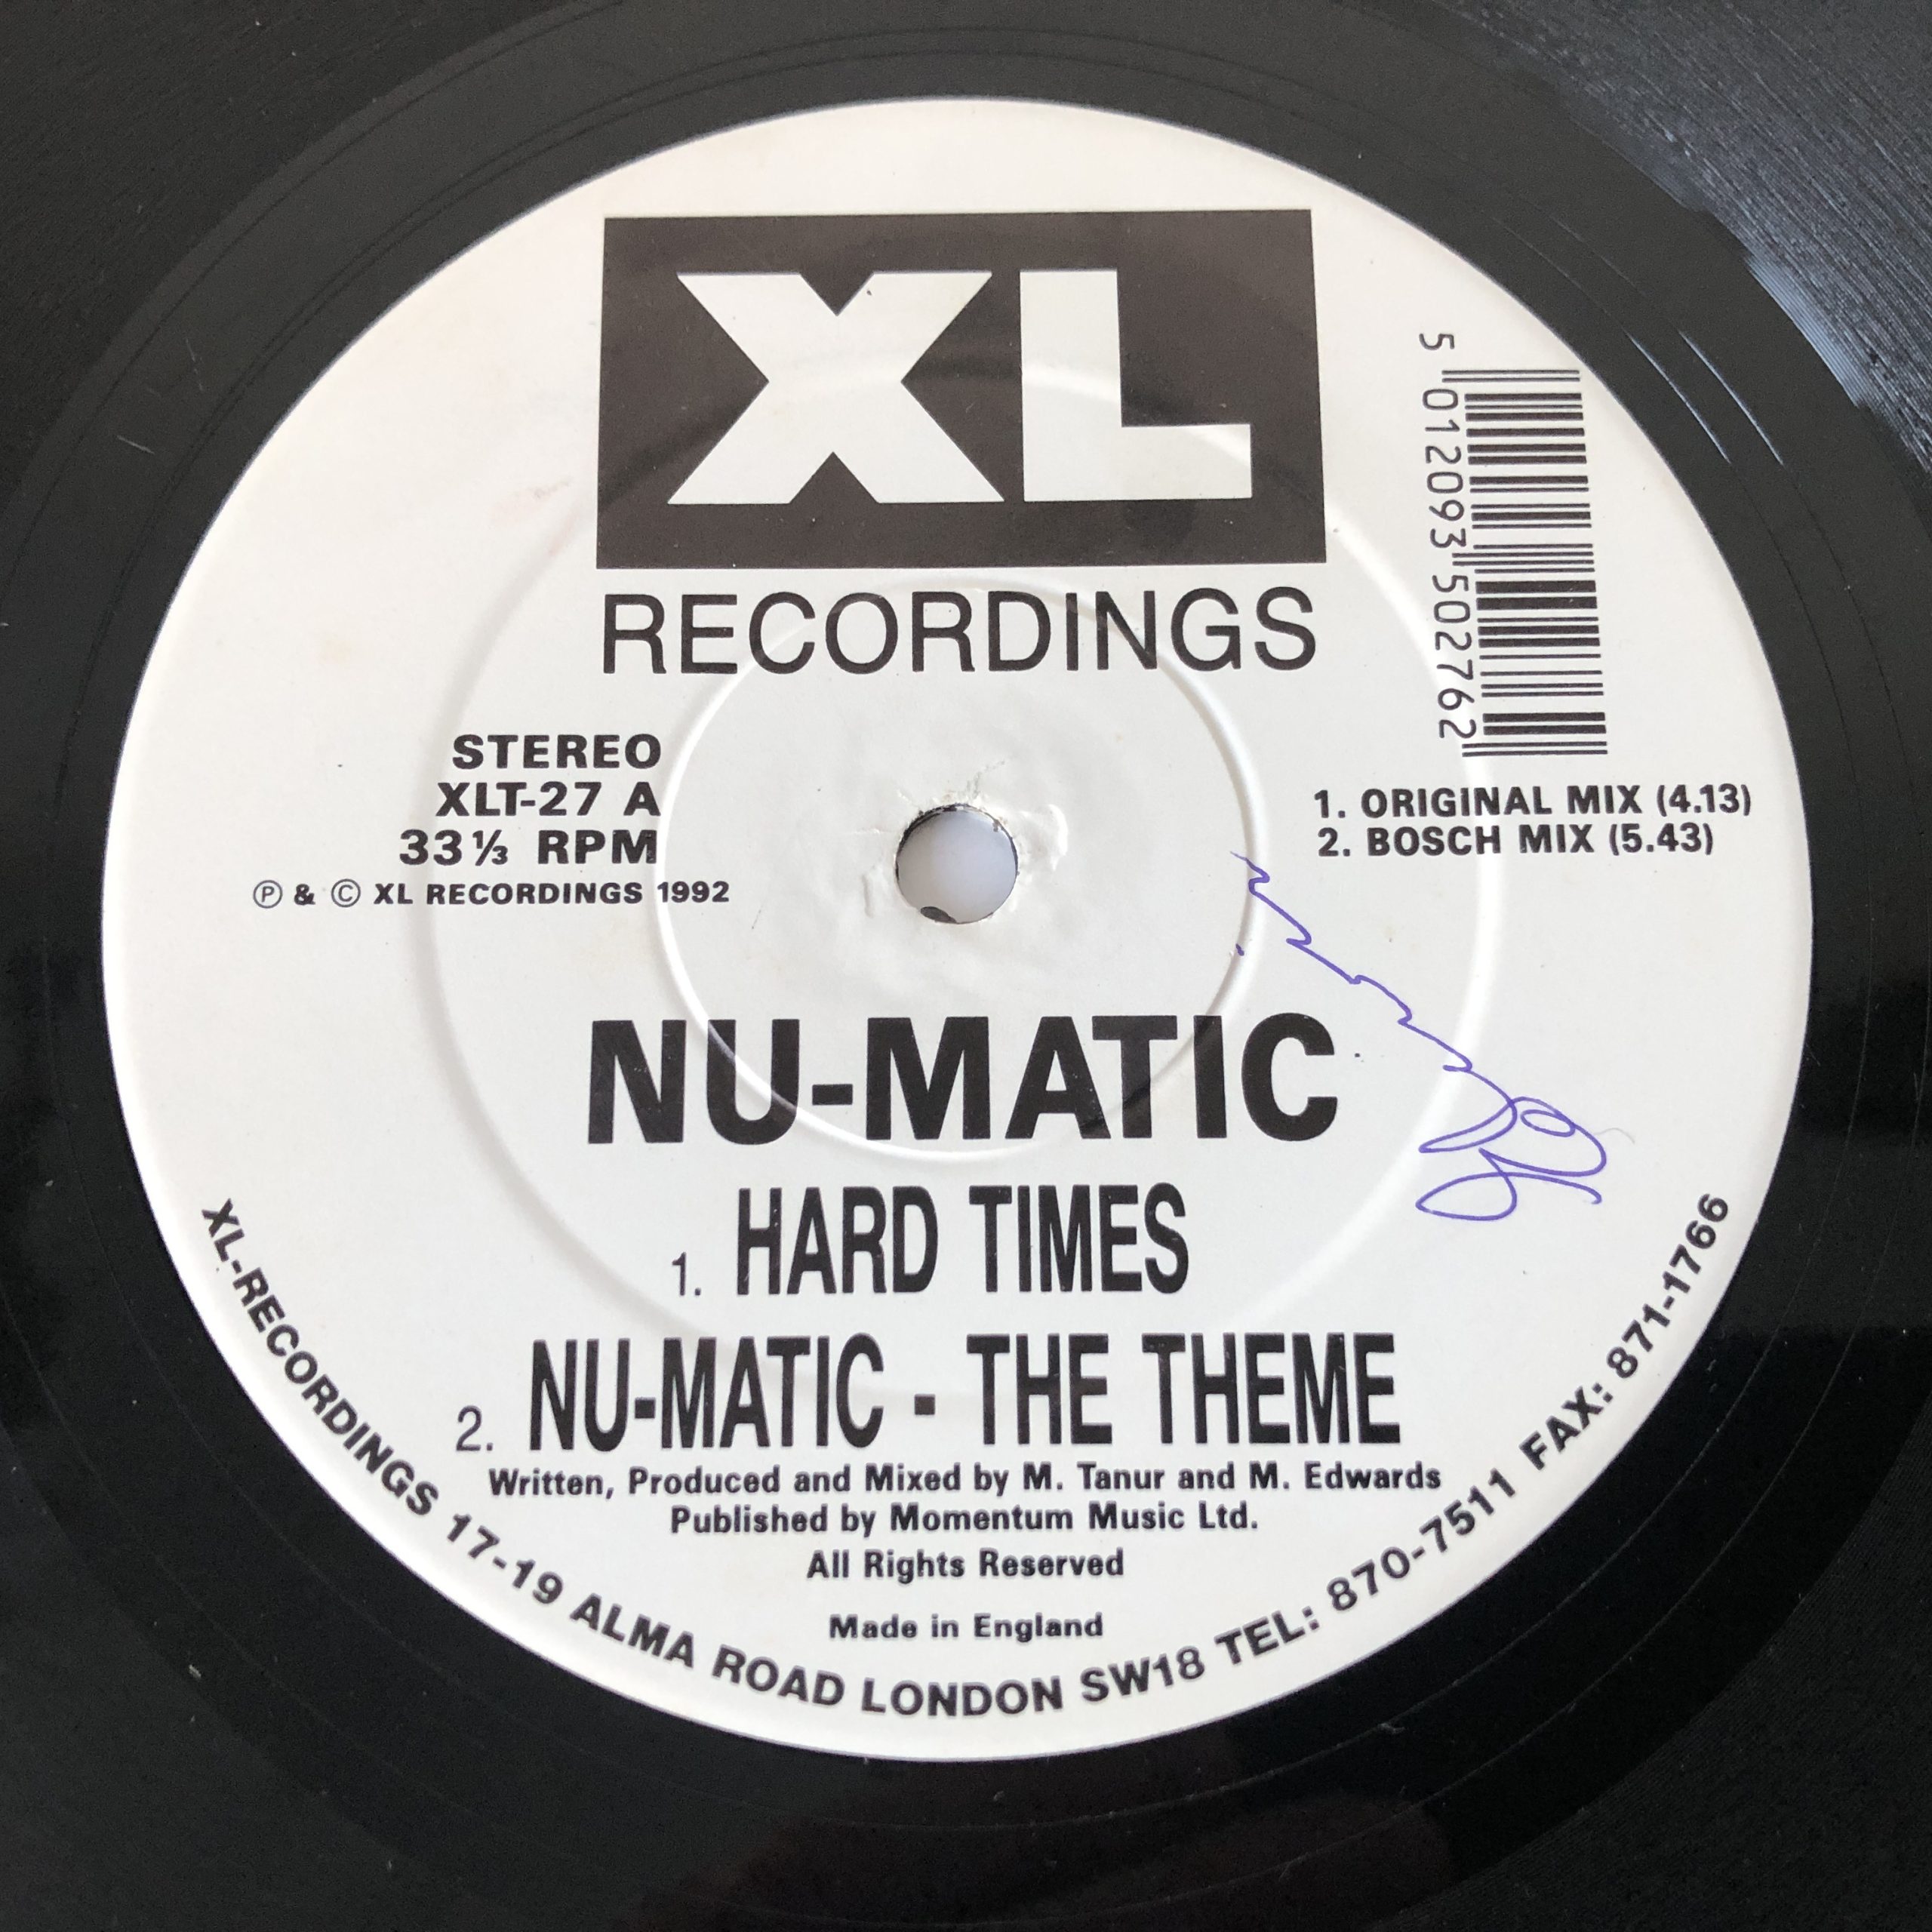 XL
RECORDINGS
5 012093 502762
STEREO
XLT-27 A
33⅓ RPM
Ⓟ & © XL RECORDINGS 1992
1. ORIGINAL MIX (4.13)
2. BOSCH MIX (5.43)
NU-MATIC
1. HARD TIMES
2. NU-MATIC - THE THEME
Written, Produced and Mixed by M. Tanur and M. Edwards
Published by Momentum Music Ltd.
All Rights Reserved
Made in England
XL-RECORDINGS 17-19 ALMA ROAD LONDON SW18 TEL: 870-7511 FAX: 871-1766